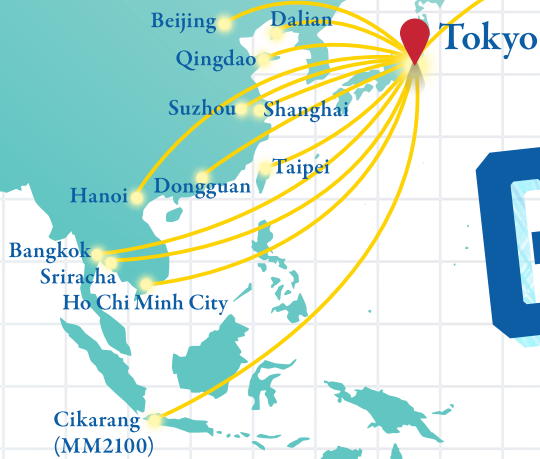 Beijing
Dalian
Tokyo
Qingdao
Suzhou
Shanghai
Taipei
Dongguan
Hanoi
Bangkok
Sriracha
Ho Chi Minh City
Cikarang
(MM2100)